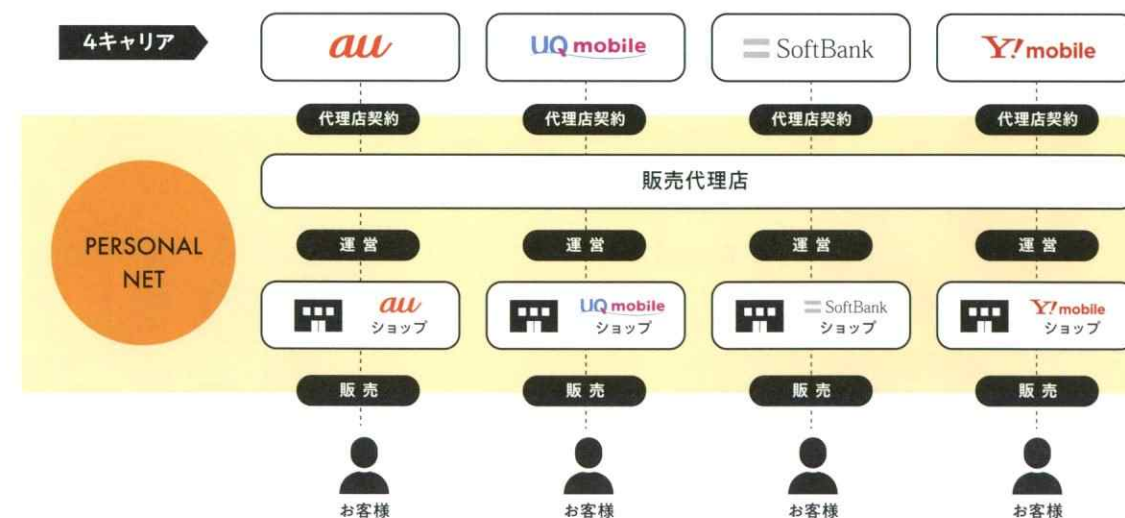 4キャリア
au
UQ mobile
SoftBank
Y! mobile
代理店契約
代理店契約
代理店契約
代理店契約
販売代理店
PERSONAL
NET
運営
運営
運営
運営
au
ショップ
UQ mobile
ショップ
SoftBank
ショップ
Y! mobile
ショップ
販売
販売
販売
販売
お客様
お客様
お客様
お客様